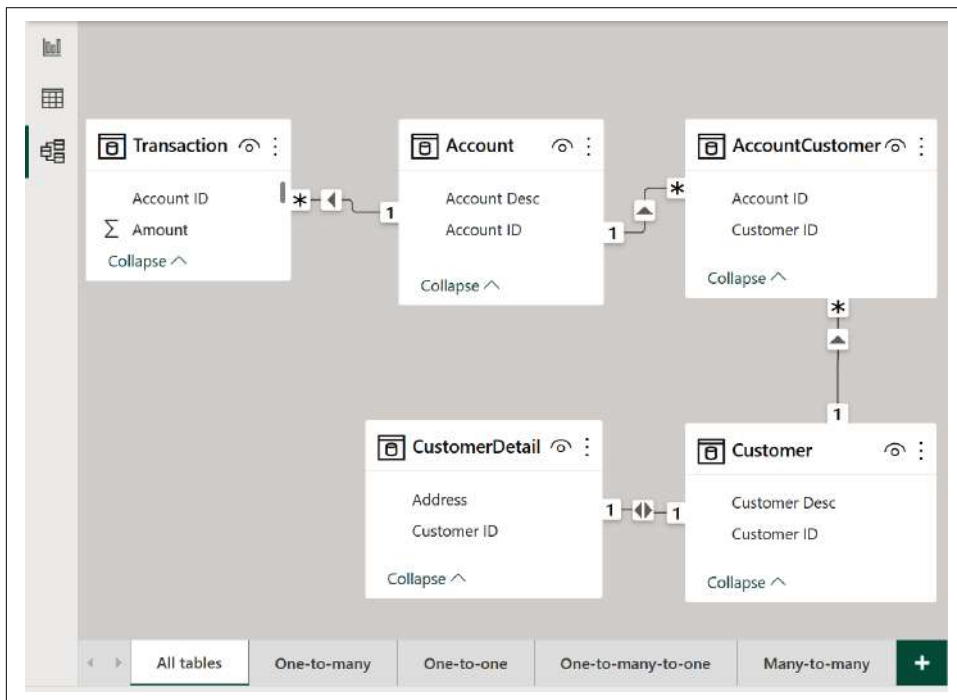 Transaction
Account ID
Σ Amount
Collapse
*
1
Account
Account Desc
Account ID
Collapse
1
*
AccountCustomer
Account ID
Customer ID
Collapse
*
1
CustomerDetail
Address
Customer ID
Collapse
1
1
Customer
Customer Desc
Customer ID
Collapse
All tables
One-to-many
One-to-one
One-to-many-to-one
Many-to-many
+